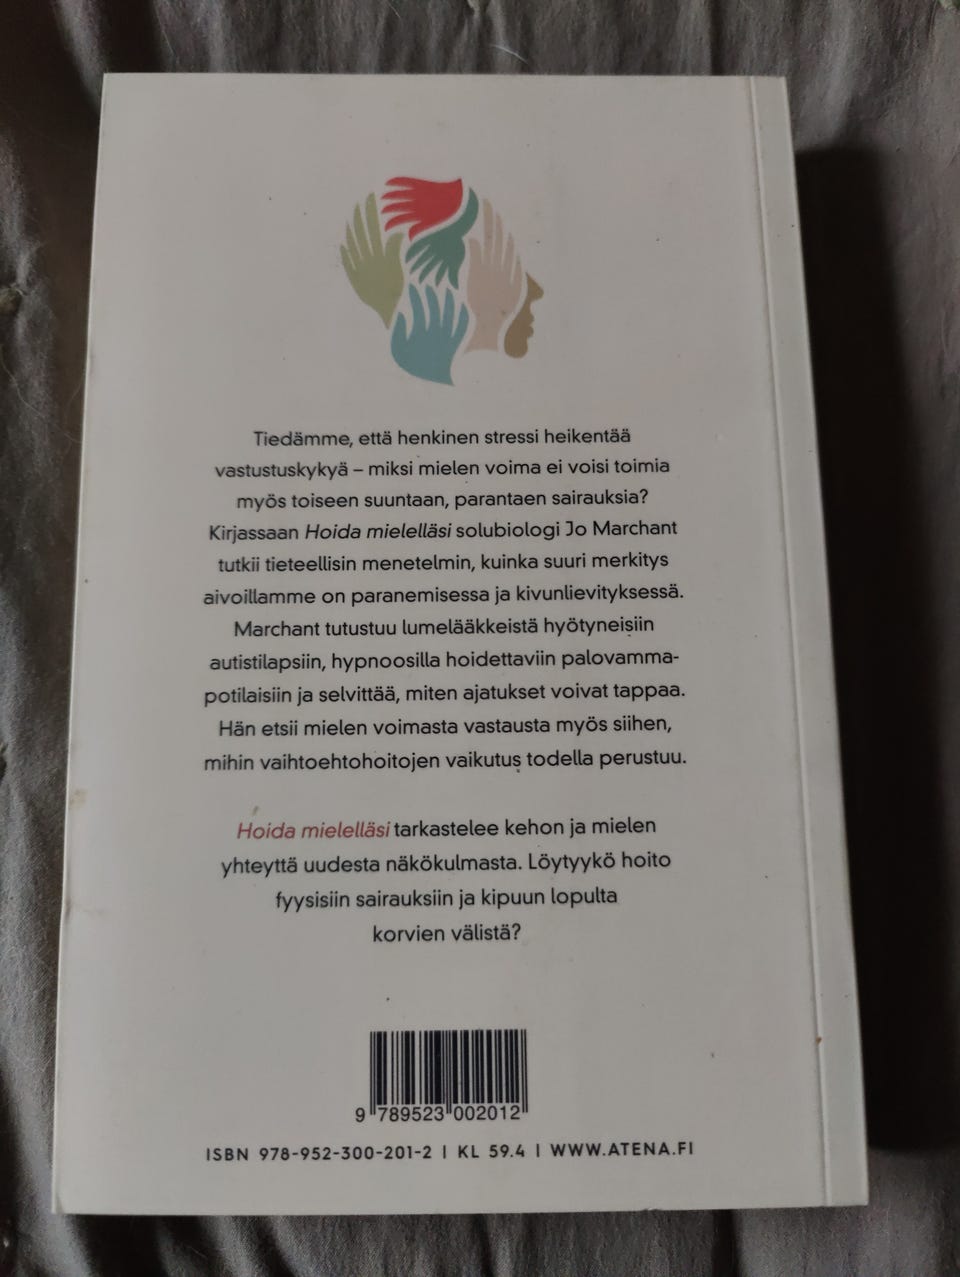 Tiedämme, että henkinen stressi heikentää
vastustuskykyä – miksi mielen voima ei voisi toimia
myös toiseen suuntaan, parantaen sairauksia?
Kirjassaan Hoida mielelläsi solubiologi Jo Marchant
tutkii tieteellisin menetelmin, kuinka suuri merkitys
aivoillamme on paranemisessa ja kivunlievityksessä.
Marchant tutustuu lumelääkkeistä hyötyneisiin
autistilapsiin, hypnoosilla hoidettaviin palovamma-
potilaisiin ja selvittää, miten ajatukset voivat tappaa.
Hän etsii mielen voimasta vastausta myös siihen,
mihin vaihtoehtohoitojen vaikutus todella perustuu.
Hoida mielelläsi tarkastelee kehon ja mielen
yhteyttä uudesta näkökulmasta. Löytyykö hoito
fyysisiin sairauksiin ja kipuun lopulta
korvien välistä?
9 789523 002012
ISBN 978-952-300-201-2 | KL 59.4 | WWW.ATENA.FI